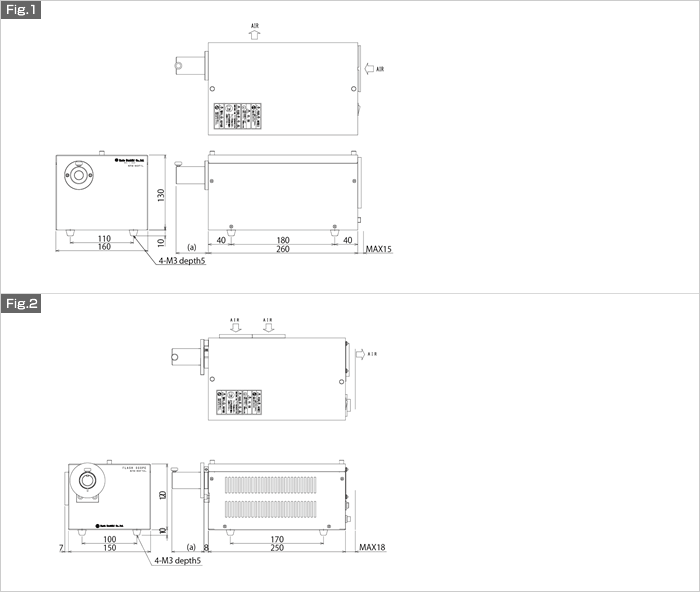 Fig.1
AIR
AIR
130
10
110
160
4-M3 depth5
(a)
40
180
40
260
MAX15
Fig.2
AIR
AIR
AIR
FLASH SCOPE
120
10
7
100
150
4-M3 depth5
(a)
8
170
250
MAX18